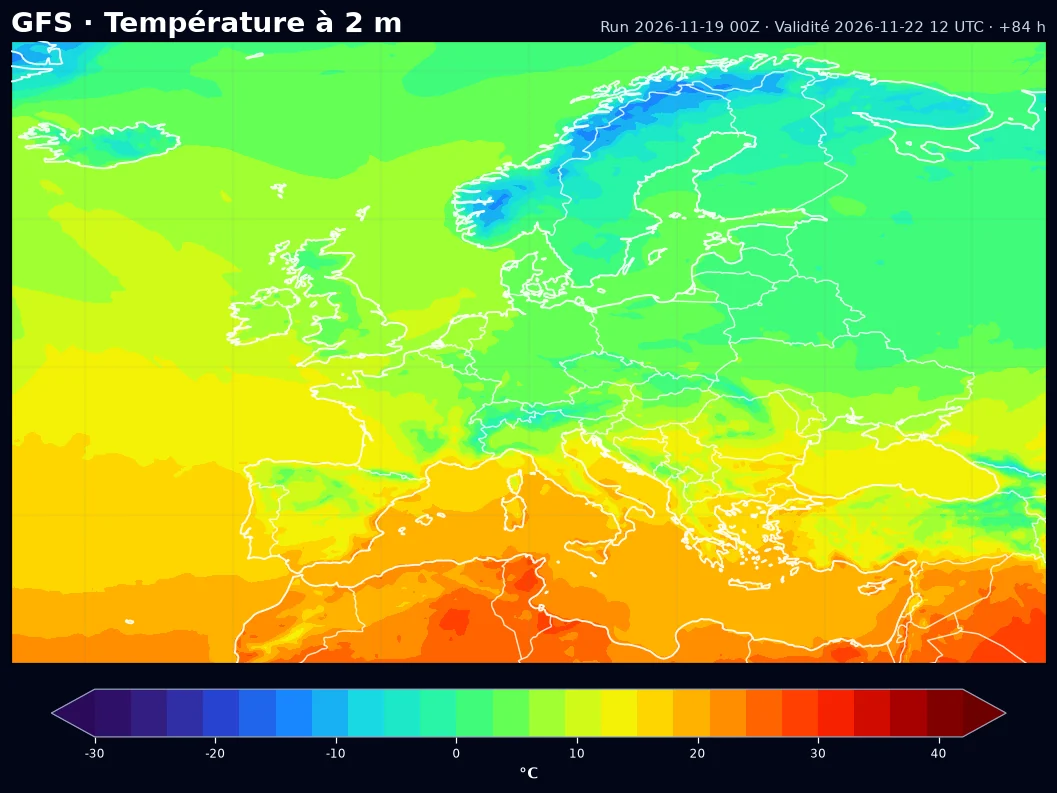 GFS · Température à 2 m
Run 2026-11-19 00Z · Validité 2026-11-22 12 UTC · +84 h
-30 -20 -10 0 10 20 30 40
°C